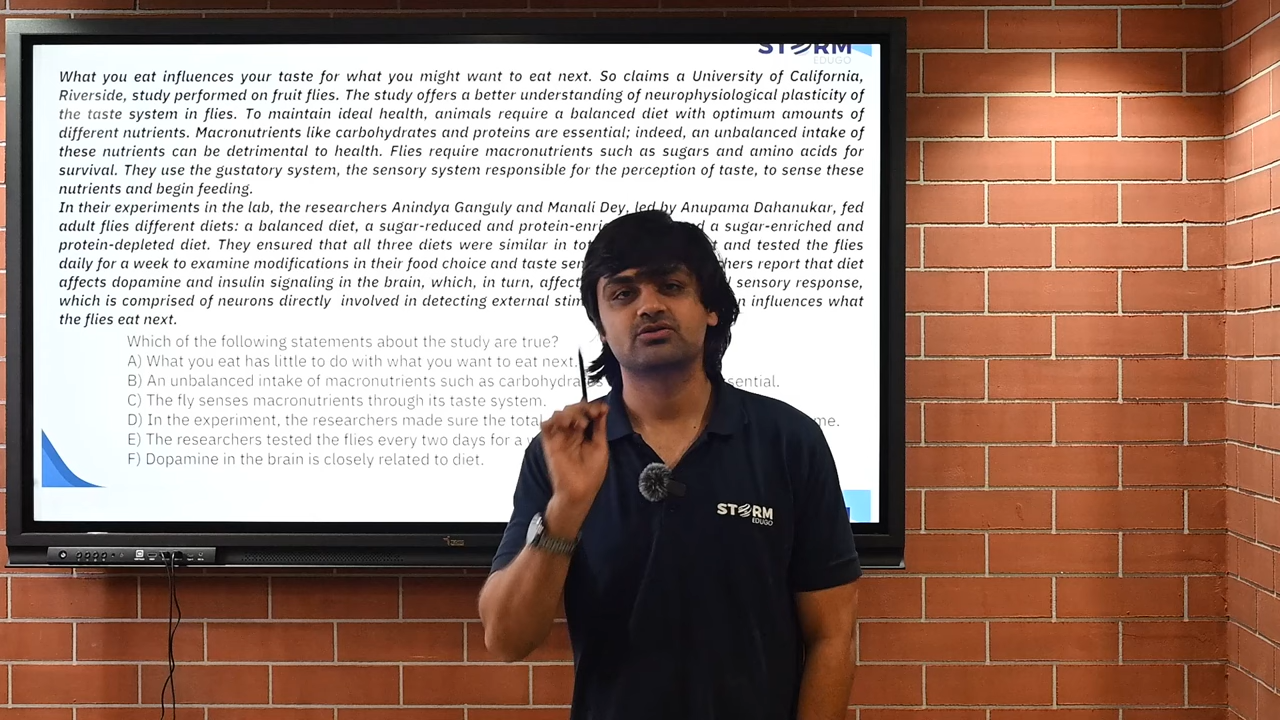 STORM
EDUGO
What you eat influences your taste for what you might want to eat next. So claims a University of California,
Riverside, study performed on fruit flies. The study offers a better understanding of neurophysiological plasticity of
the taste system in flies. To maintain ideal health, animals require a balanced diet with optimum amounts of
different nutrients. Macronutrients like carbohydrates and proteins are essential; indeed, an unbalanced intake of
these nutrients can be detrimental to health. Flies require macronutrients such as sugars and amino acids for
survival. They use the gustatory system, the sensory system responsible for the perception of taste, to sense these
nutrients and begin feeding.
In their experiments in the lab, the researchers Anindya Ganguly and Manali Dey, led by Anupama Dahanukar, fed
adult flies different diets: a balanced diet, a sugar-reduced and protein-enri d a sugar-enriched and
protein-depleted diet. They ensured that all three diets were similar in tot t and tested the flies
daily for a week to examine modifications in their food choice and taste sen hers report that diet
affects dopamine and insulin signaling in the brain, which, in turn, affect l sensory response,
which is comprised of neurons directly involved in detecting external stim n influences what
the flies eat next.
Which of the following statements about the study are true?
A) What you eat has little to do with what you want to eat next.
B) An unbalanced intake of macronutrients such as carbohydrates sential.
C) The fly senses macronutrients through its taste system.
D) In the experiment, the researchers made sure the total me.
E) The researchers tested the flies every two days for a w
F) Dopamine in the brain is closely related to diet.
STORM
EDUGO